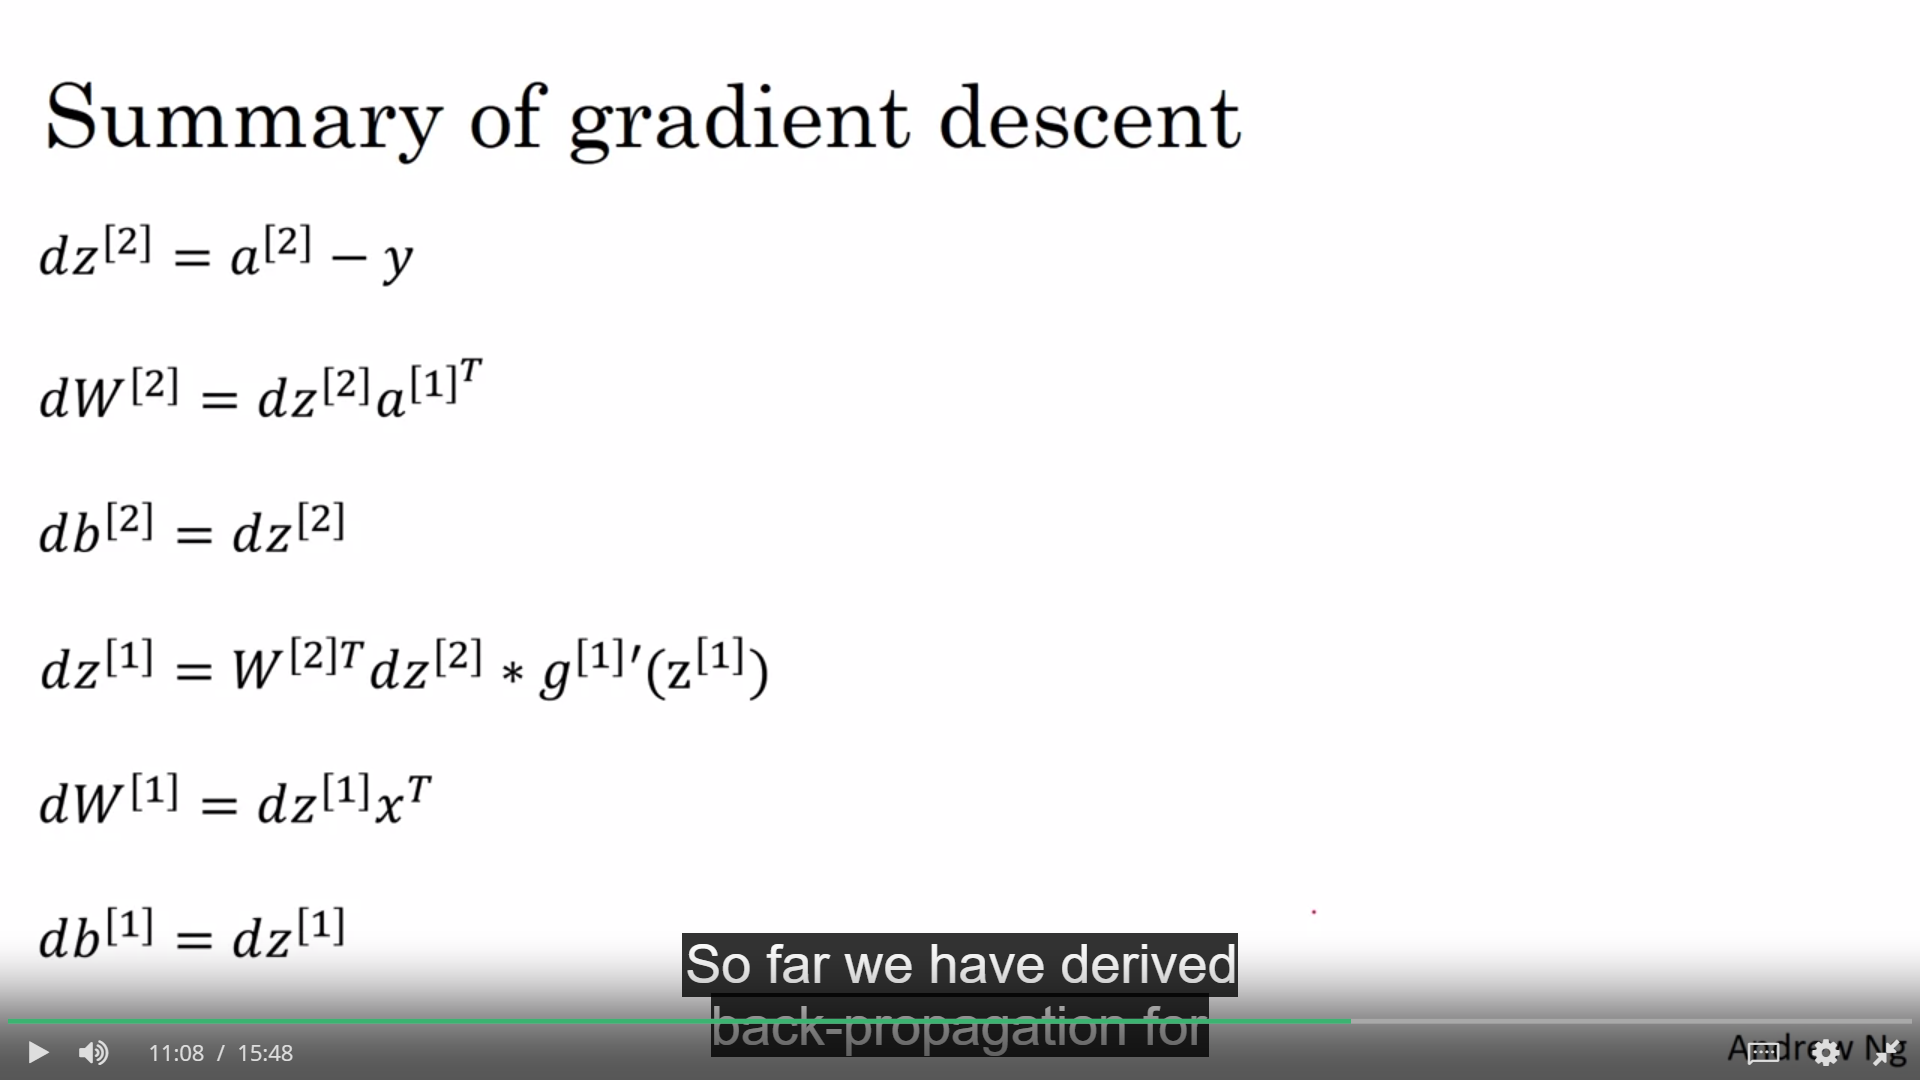 Summary of gradient descent
dz^[2] = a^[2] − y
dW^[2] = dz^[2]a^[1]^T
db^[2] = dz^[2]
dz^[1] = W^[2]T dz^[2] * g^[1]′(z^[1])
dW^[1] = dz^[1]x^T
db^[1] = dz^[1]
So far we have derived
back-propagation for
11:08 / 15:48
Andrew Ng